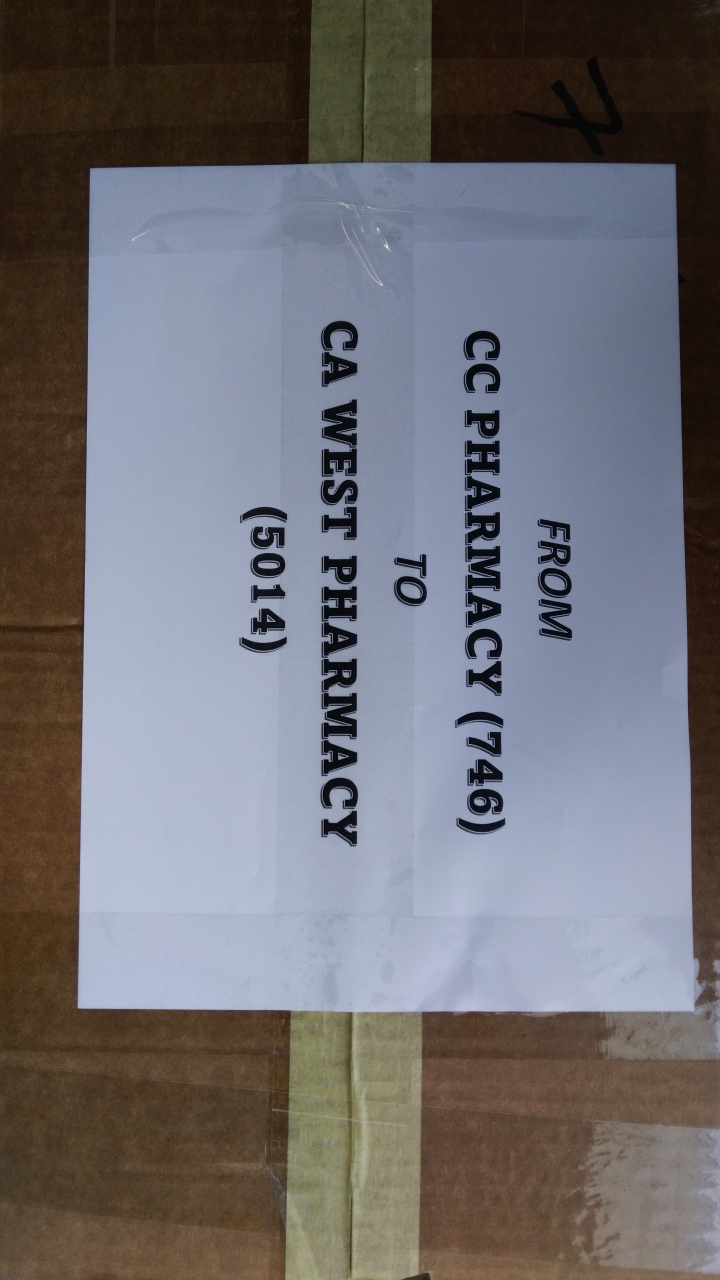 FROM
CC PHARMACY (746)
TO
CA WEST PHARMACY
(5014)